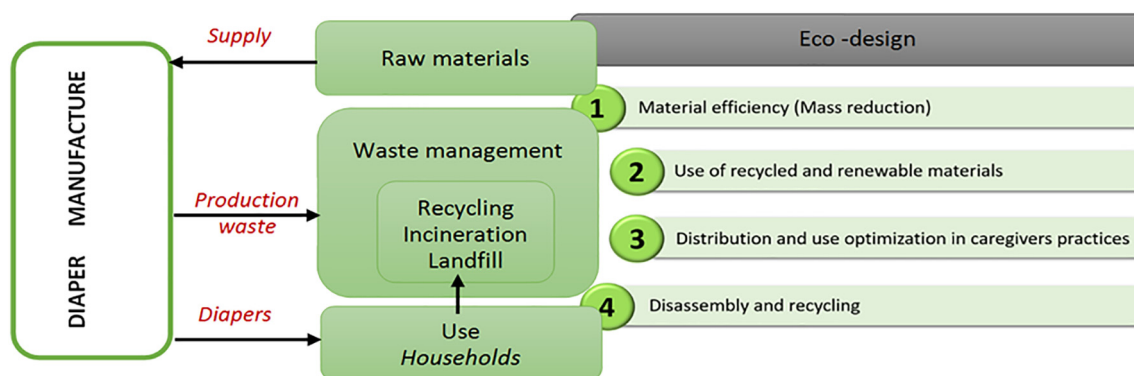 DIAPER MANUFACTURE
Supply
Raw materials
Waste management
Production
waste
Recycling
Incineration
Landfill
Diapers
Use
Households
Eco -design
1 Material efficiency (Mass reduction)
2 Use of recycled and renewable materials
3 Distribution and use optimization in caregivers practices
4 Disassembly and recycling